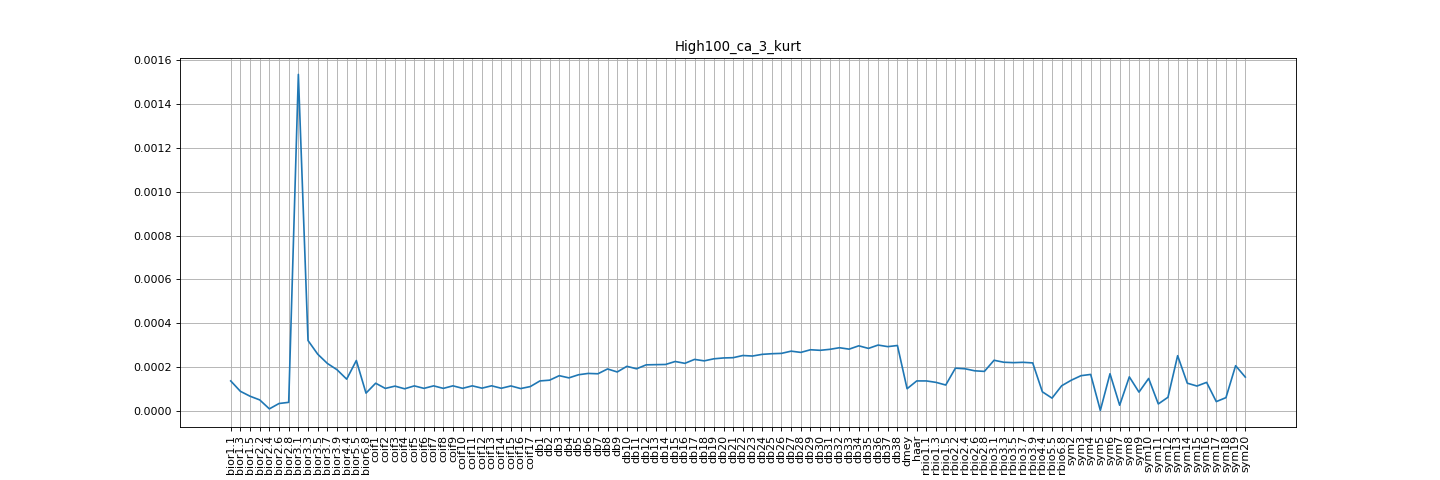 High100_ca_3_kurt
0.0016
0.0014
0.0012
0.0010
0.0008
0.0006
0.0004
0.0002
0.0000
bior1.1
bior1.3
bior1.5
bior2.2
bior2.4
bior2.6
bior2.8
bior3.1
bior3.3
bior3.5
bior3.7
bior3.9
bior4.4
bior5.5
bior6.8
coif1
coif2
coif3
coif4
coif5
coif6
coif7
coif8
coif9
coif10
coif11
coif12
coif13
coif14
coif15
coif16
coif17
db1
db2
db3
db4
db5
db6
db7
db8
db9
db10
db11
db12
db13
db14
db15
db16
db17
db18
db19
db20
db21
db22
db23
db24
db25
db26
db27
db28
db29
db30
db31
db32
db33
db34
db35
db36
db37
db38
dmey
haar
rbio1.1
rbio1.3
rbio1.5
rbio2.2
rbio2.4
rbio2.6
rbio2.8
rbio3.1
rbio3.3
rbio3.5
rbio3.7
rbio3.9
rbio4.4
rbio5.5
rbio6.8
sym2
sym3
sym4
sym5
sym6
sym7
sym8
sym9
sym10
sym11
sym12
sym13
sym14
sym15
sym16
sym17
sym18
sym19
sym20